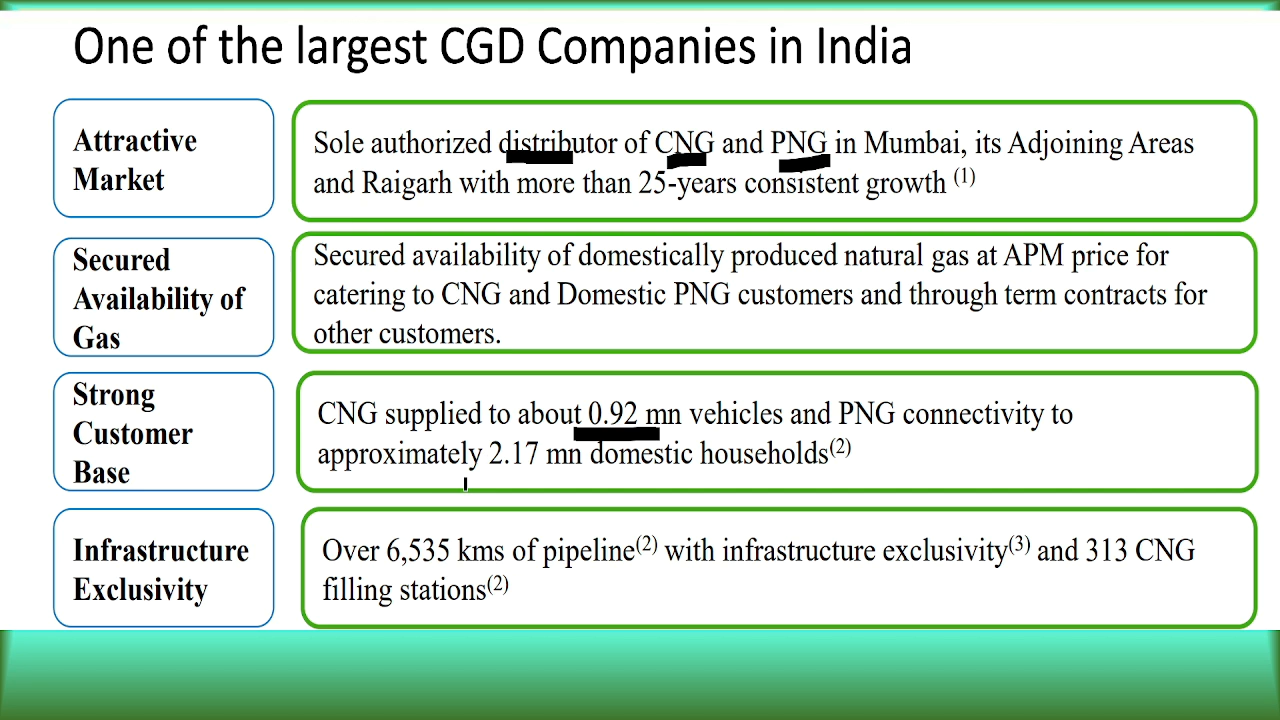 One of the largest CGD Companies in India
Attractive
Market
Sole authorized distributor of CNG and PNG in Mumbai, its Adjoining Areas
and Raigarh with more than 25-years consistent growth (1)
Secured
Availability of
Gas
Secured availability of domestically produced natural gas at APM price for
catering to CNG and Domestic PNG customers and through term contracts for
other customers.
Strong
Customer
Base
CNG supplied to about 0.92 mn vehicles and PNG connectivity to
approximately 2.17 mn domestic households(2)
Infrastructure
Exclusivity
Over 6,535 kms of pipeline(2) with infrastructure exclusivity(3) and 313 CNG
filling stations(2)